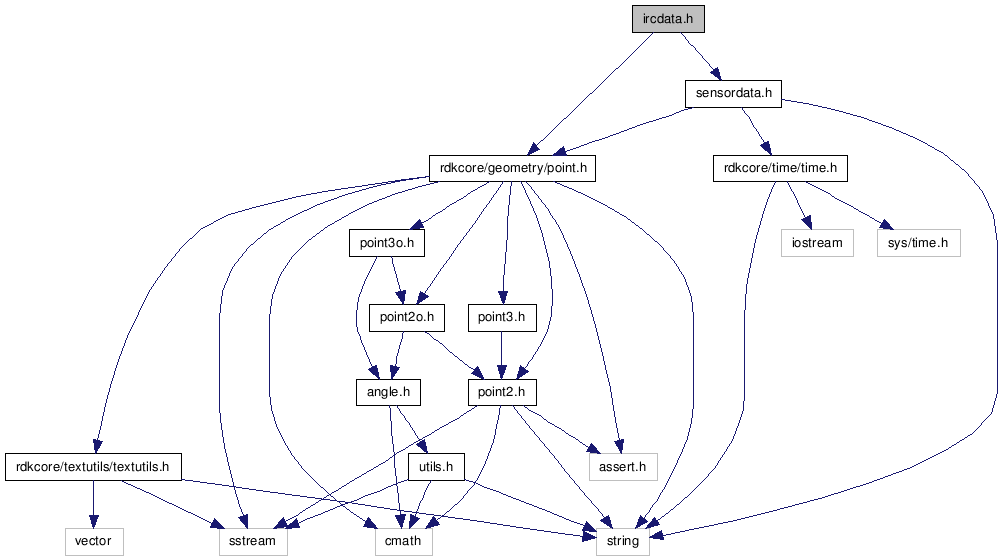 ircdata.h
sensordata.h
rdkcore/geometry/point.h
rdkcore/time/time.h
point3o.h
iostream
sys/time.h
point2o.h
point3.h
angle.h
point2.h
rdkcore/textutils/textutils.h
utils.h
assert.h
vector
sstream
cmath
string